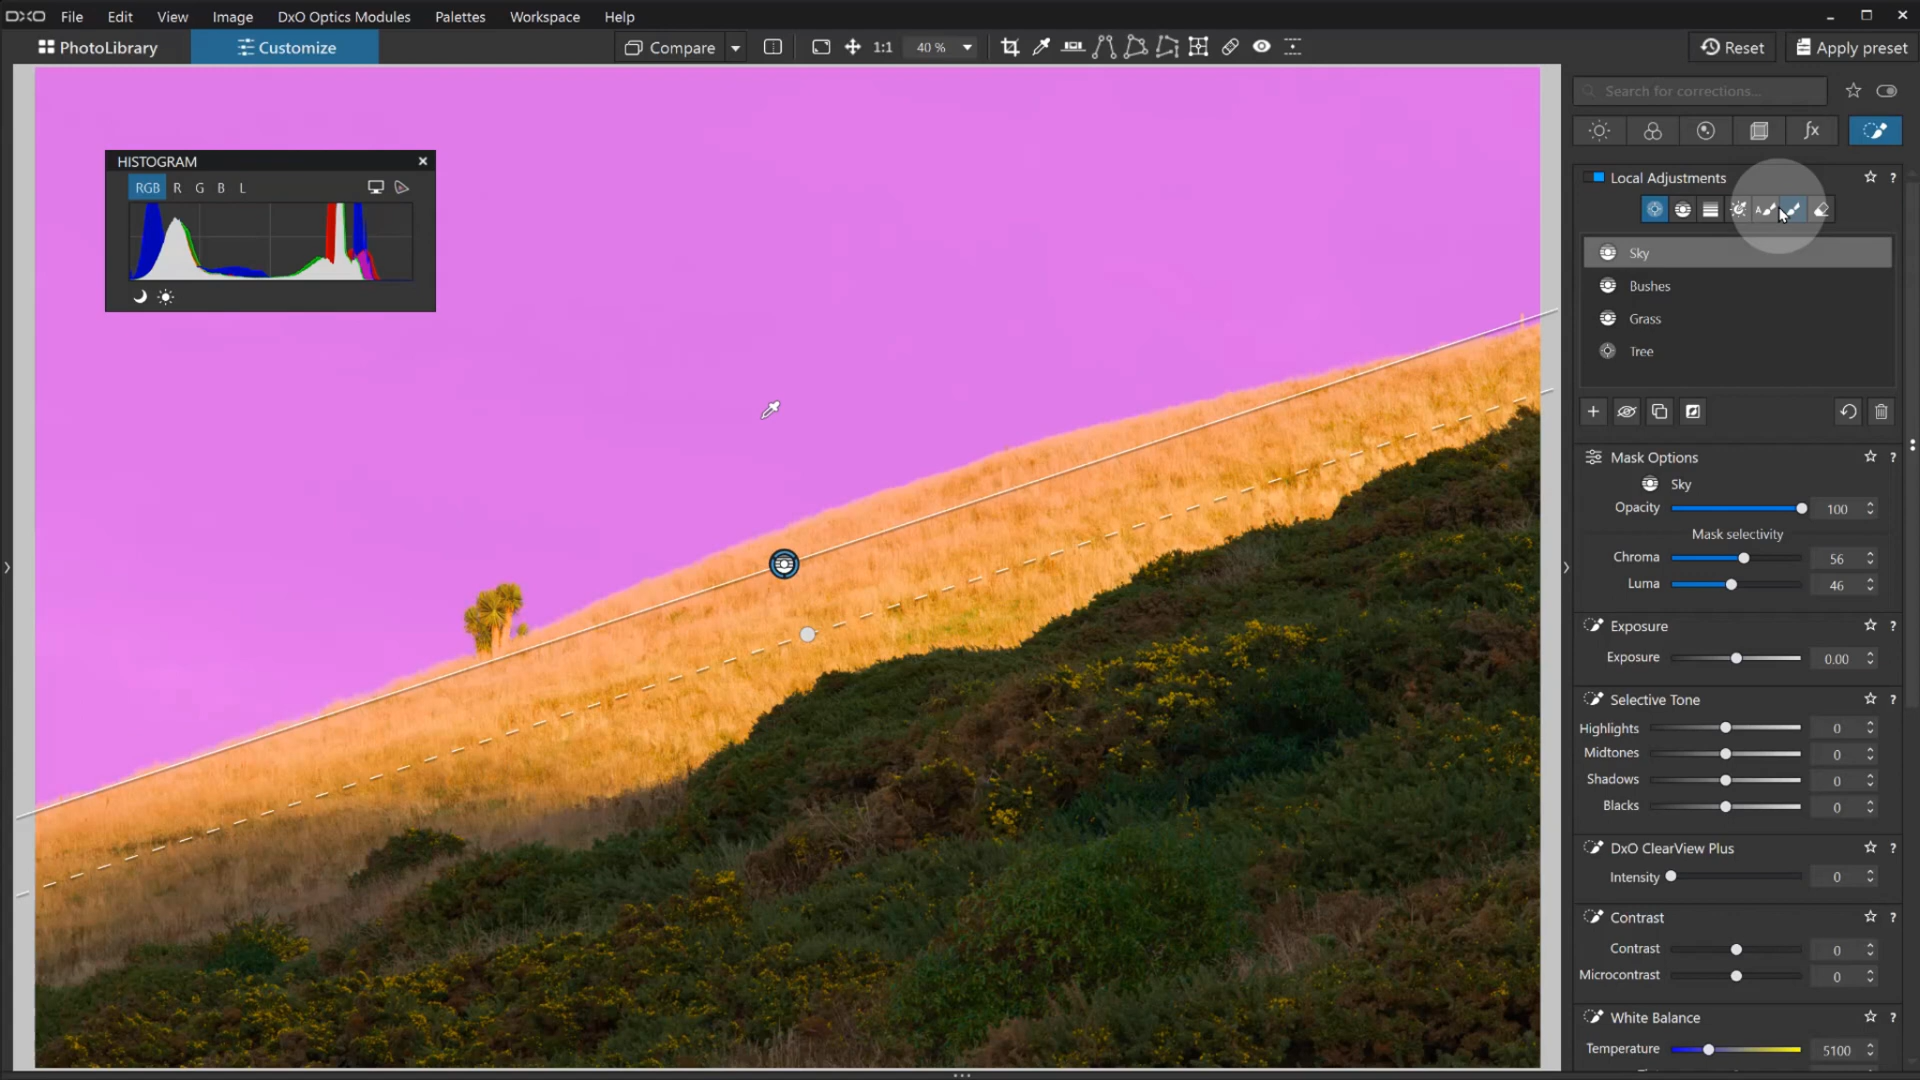 DXO File Edit View Image DxO Optics Modules Palettes Workspace Help
PhotoLibrary Customize Compare 1:1 40 % Reset Apply preset
Search for corrections...
fx
HISTOGRAM
RGB R G B L
Local Adjustments ?
A
Sky
Bushes
Grass
Tree
Mask Options ?
Sky
Opacity 100
Mask selectivity
Chroma 56
Luma 46
Exposure ?
Exposure 0.00
Selective Tone ?
Highlights 0
Midtones 0
Shadows 0
Blacks 0
DxO ClearView Plus ?
Intensity 0
Contrast ?
Contrast 0
Microcontrast 0
White Balance ?
Temperature 5100